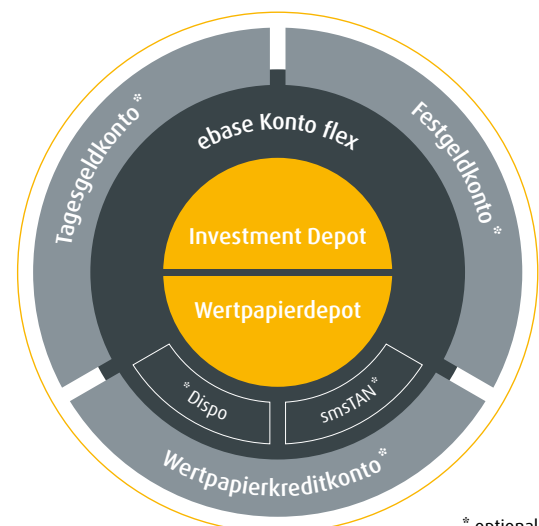 Tagesgeldkonto *
Festgeldkonto *
ebase Konto flex
Investment Depot
Wertpapierdepot
* Dispo
smsTAN *
Wertpapierkreditkonto *
* optional